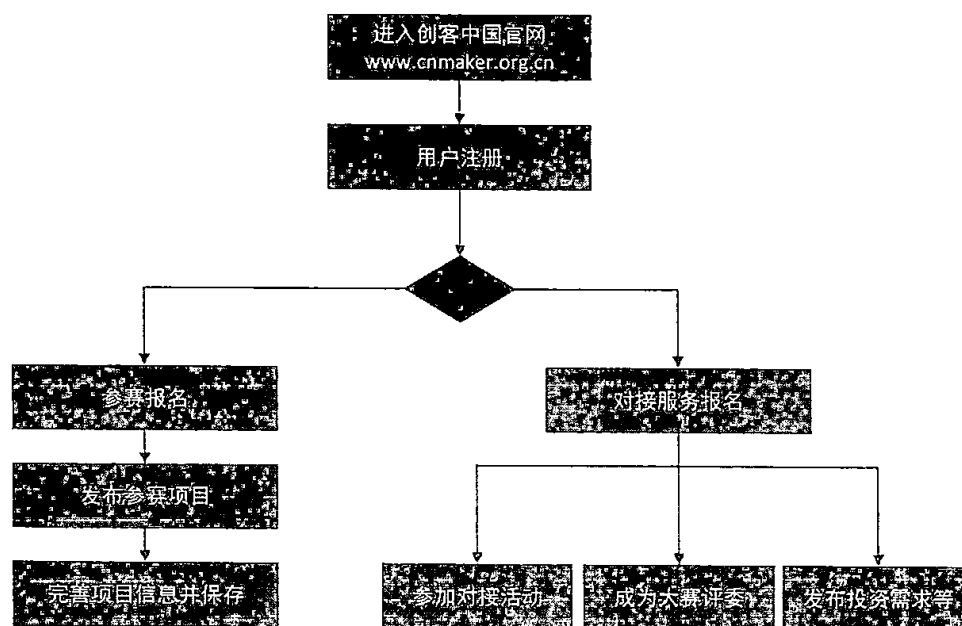 进入创客中国官网
www.cnmaker.org.cn
用户注册
参赛报名
对接服务报名
发布参赛项目
完善项目信息并保存
参加对接活动
成为大赛评委
发布投资需求等